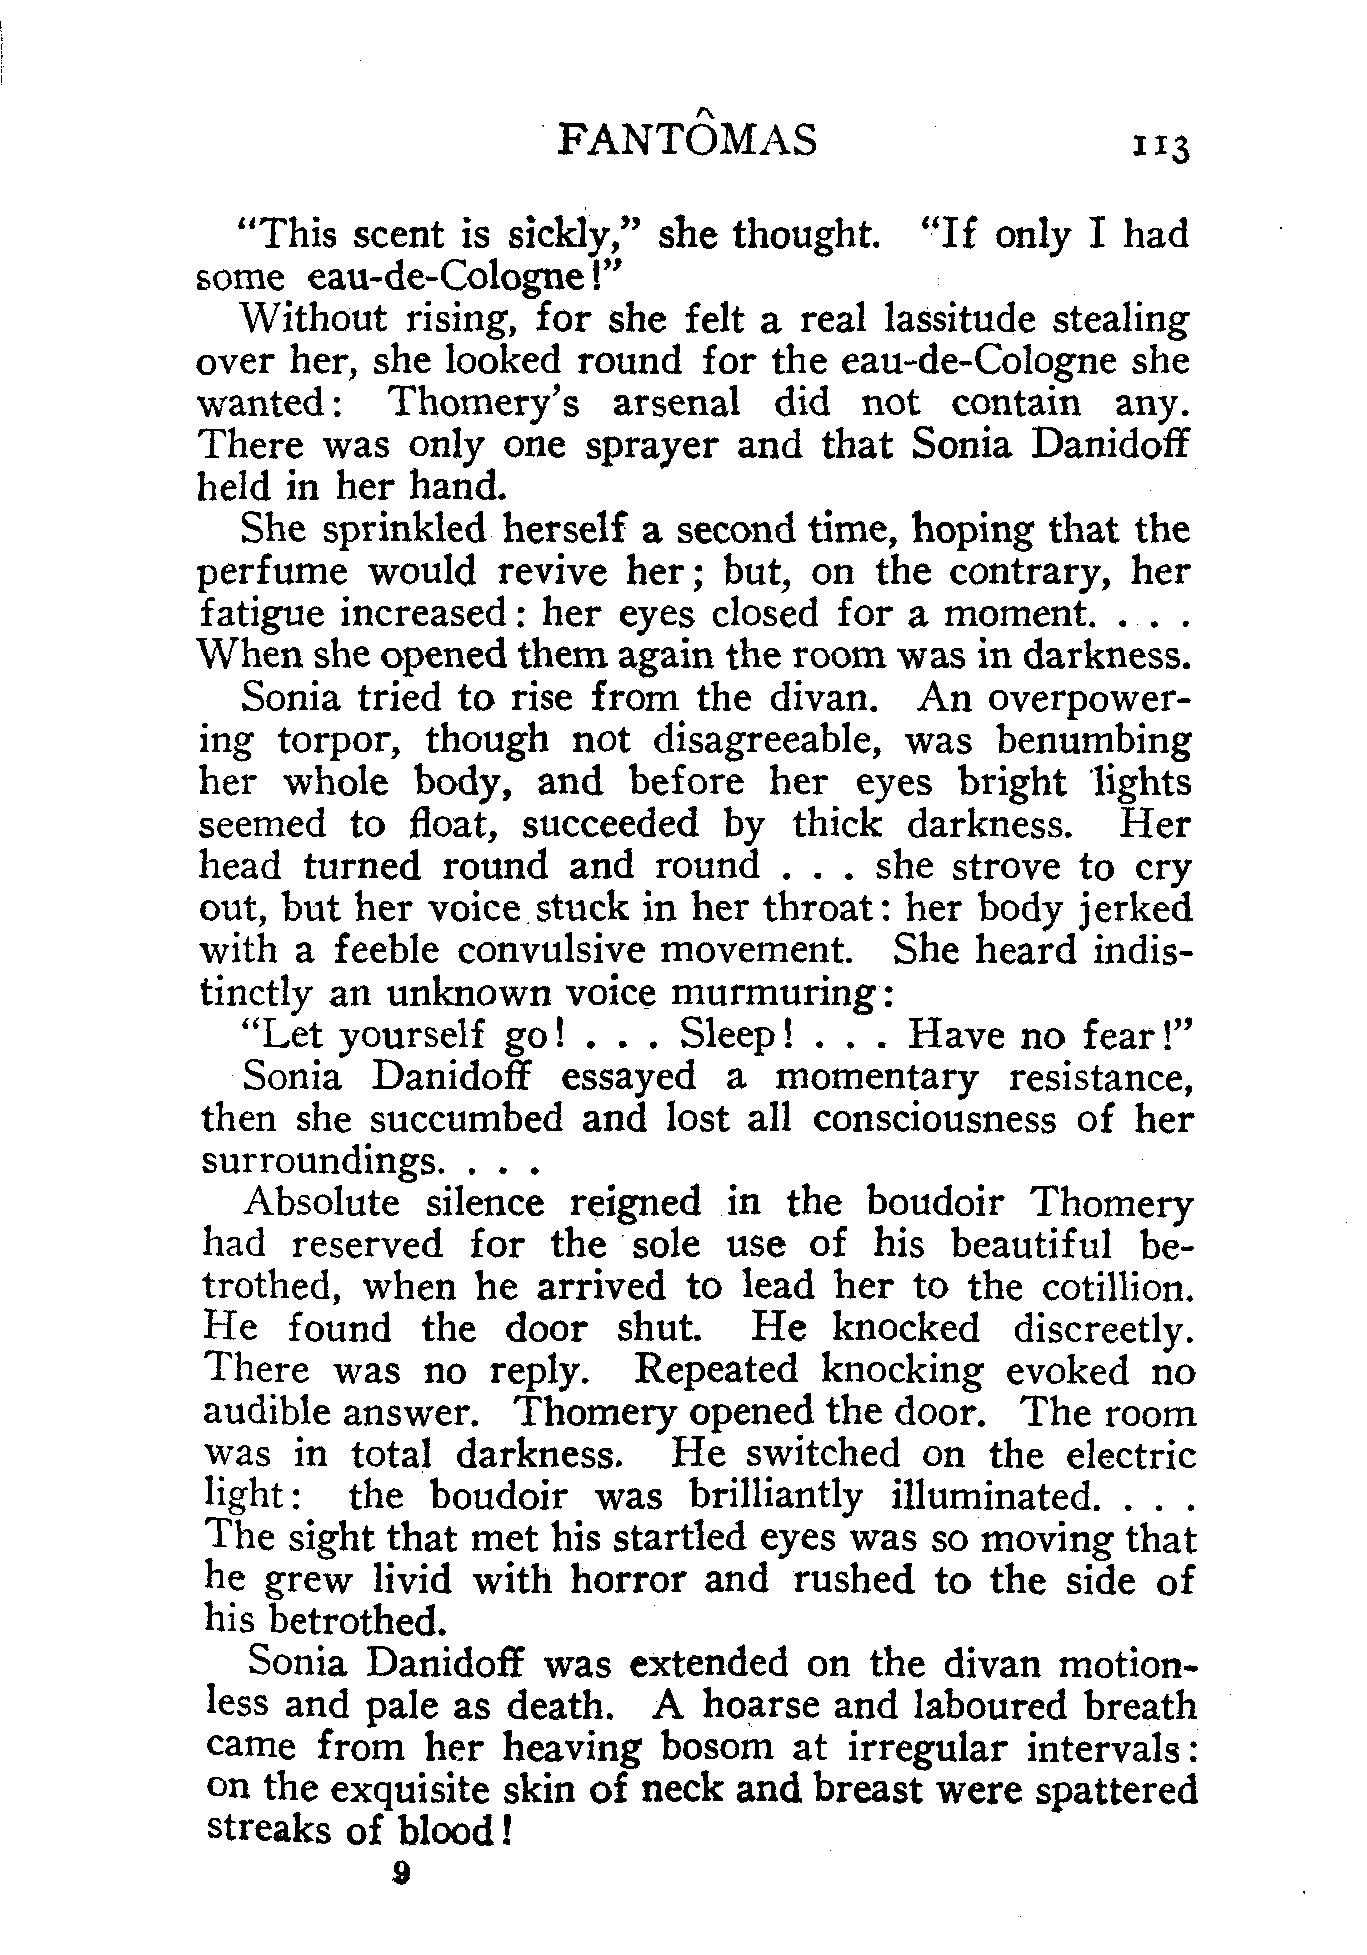 FANTÔMAS 113
"This scent is sickly," she thought. "If only I had
some eau-de-Cologne!"
Without rising, for she felt a real lassitude stealing
over her, she looked round for the eau-de-Cologne she
wanted: Thomery's arsenal did not contain any.
There was only one sprayer and that Sonia Danidoff
held in her hand.
She sprinkled herself a second time, hoping that the
perfume would revive her; but, on the contrary, her
fatigue increased: her eyes closed for a moment. . . .
When she opened them again the room was in darkness.
Sonia tried to rise from the divan. An overpower-
ing torpor, though not disagreeable, was benumbing
her whole body, and before her eyes bright lights
seemed to float, succeeded by thick darkness. Her
head turned round and round . . . she strove to cry
out, but her voice stuck in her throat: her body jerked
with a feeble convulsive movement. She heard indis-
tinctly an unknown voice murmuring:
"Let yourself go! . . . Sleep! . . . Have no fear!"
Sonia Danidoff essayed a momentary resistance,
then she succumbed and lost all consciousness of her
surroundings. . . .
Absolute silence reigned in the boudoir Thomery
had reserved for the sole use of his beautiful be-
trothed, when he arrived to lead her to the cotillion.
He found the door shut. He knocked discreetly.
There was no reply. Repeated knocking evoked no
audible answer. Thomery opened the door. The room
was in total darkness. He switched on the electric
light: the boudoir was brilliantly illuminated. . . .
The sight that met his startled eyes was so moving that
he grew livid with horror and rushed to the side of
his betrothed.
Sonia Danidoff was extended on the divan motion-
less and pale as death. A hoarse and laboured breath
came from her heaving bosom at irregular intervals:
on the exquisite skin of neck and breast were spattered
streaks of blood!
9